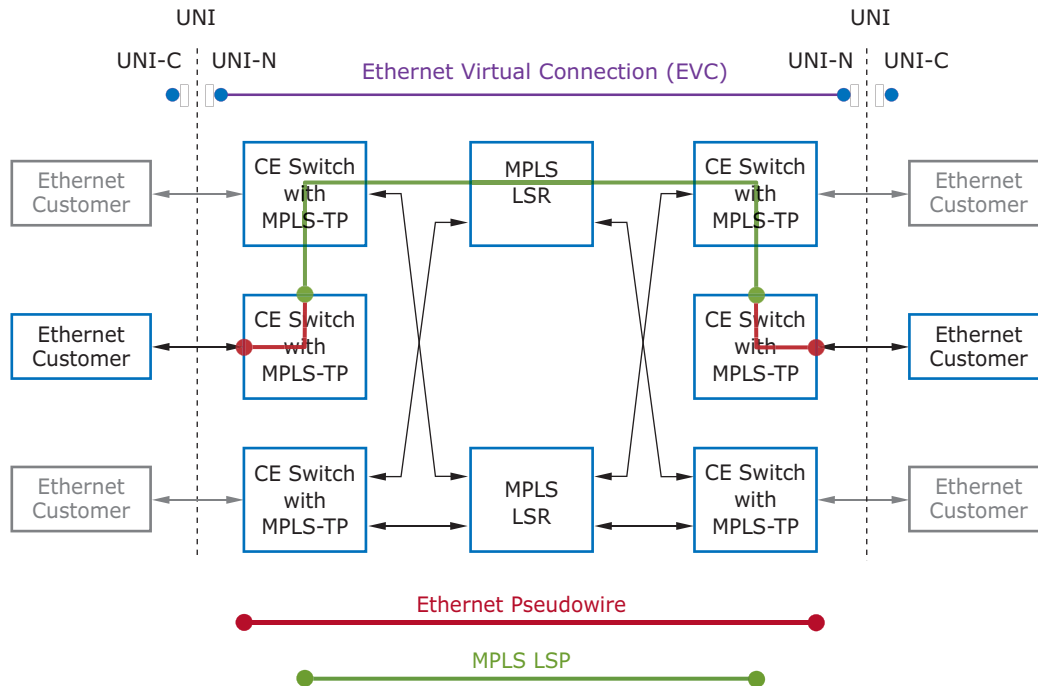 UNI
UNI
UNI-C
UNI-N
Ethernet Virtual Connection (EVC)
UNI-N
UNI-C
Ethernet
Customer
CE Switch
with
MPLS-TP
MPLS
LSR
CE Switch
with
MPLS-TP
Ethernet
Customer
Ethernet
Customer
CE Switch
with
MPLS-TP
CE Switch
with
MPLS-TP
Ethernet
Customer
Ethernet
Customer
CE Switch
with
MPLS-TP
MPLS
LSR
CE Switch
with
MPLS-TP
Ethernet
Customer
Ethernet Pseudowire
MPLS LSP